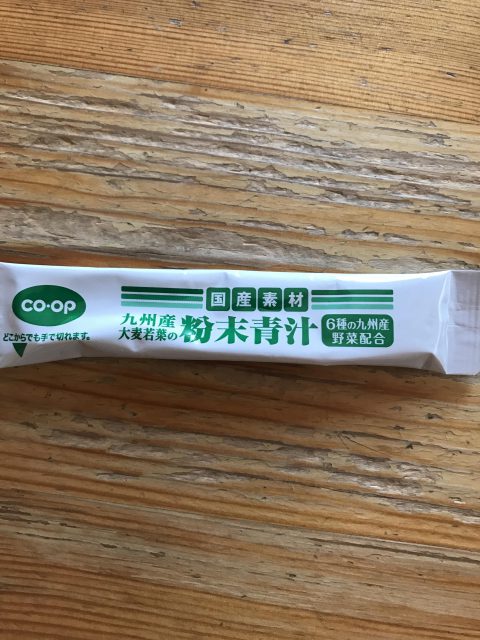 co·op
どこからでも手で切れます。
国産素材
九州産
大麦若葉の
粉末青汁
6種の九州産
野菜配合